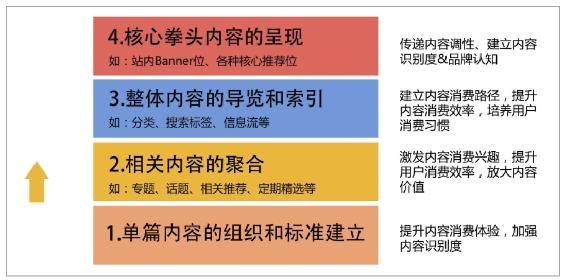 4.核心拳头内容的呈现
如：站内Banner位、各种核心推荐位
传递内容调性、建立内容
识别度&品牌认知
3.整体内容的导览和索引
如：分类、搜索标签、信息流等
建立内容消费路径，提升
内容消费效率，培养用户
消费习惯
2.相关内容的聚合
如：专题、话题、相关推荐、定期精选等
激发内容消费兴趣，提升
用户消费效率，放大内容
价值
1.单篇内容的组织和标准建立
提升内容消费体验，加强
内容识别度